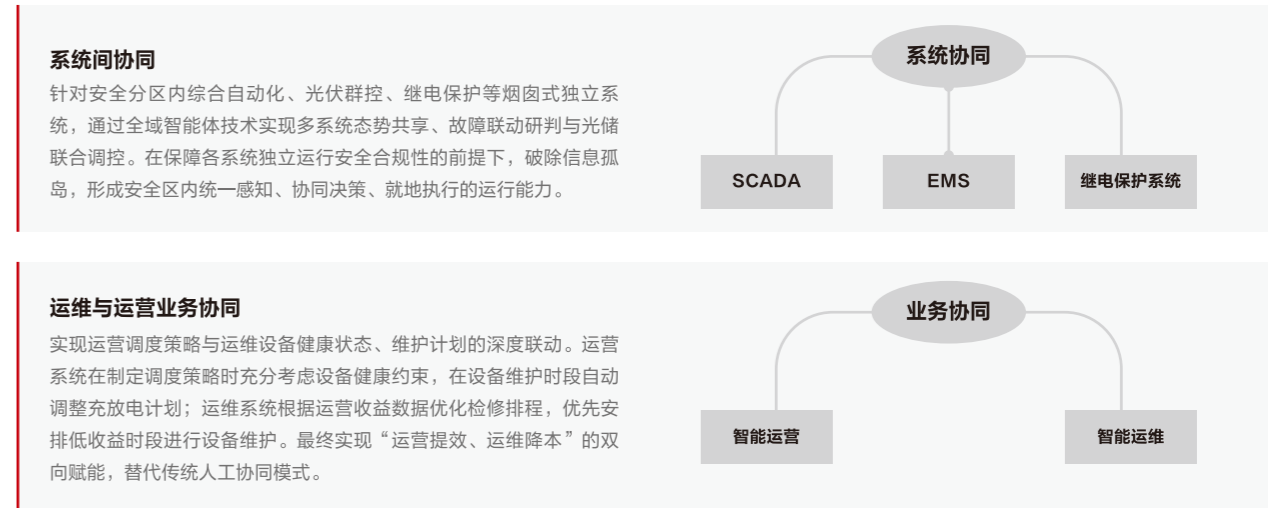 系统间协同
针对安全分区内综合自动化、光伏群控、继电保护等烟囱式独立系
统，通过全域智能体技术实现多系统态势共享、故障联动研判与光储
联合调控。在保障各系统独立运行安全合规性的前提下，破除信息孤
岛，形成安全区内统一感知、协同决策、就地执行的运行能力。
系统协同
SCADA
EMS
继电保护系统
运维与运营业务协同
实现运营调度策略与运维设备健康状态、维护计划的深度联动。运营
系统在制定调度策略时充分考虑设备健康约束，在设备维护时段自动
调整充放电计划；运维系统根据运营收益数据优化检修排程，优先安
排低收益时段进行设备维护。最终实现“运营提效、运维降本”的双
向赋能，替代传统人工协同模式。
业务协同
智能运营
智能运维